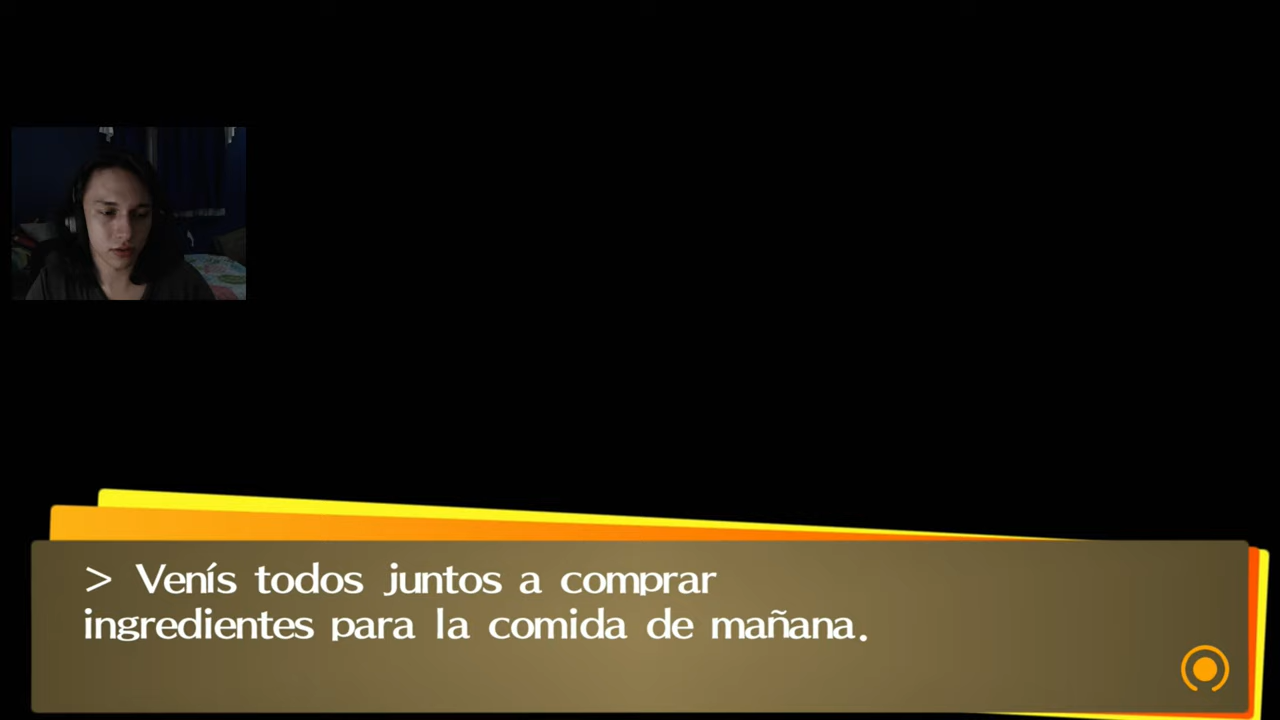 > Venís todos juntos a comprar
ingredientes para la comida de mañana.